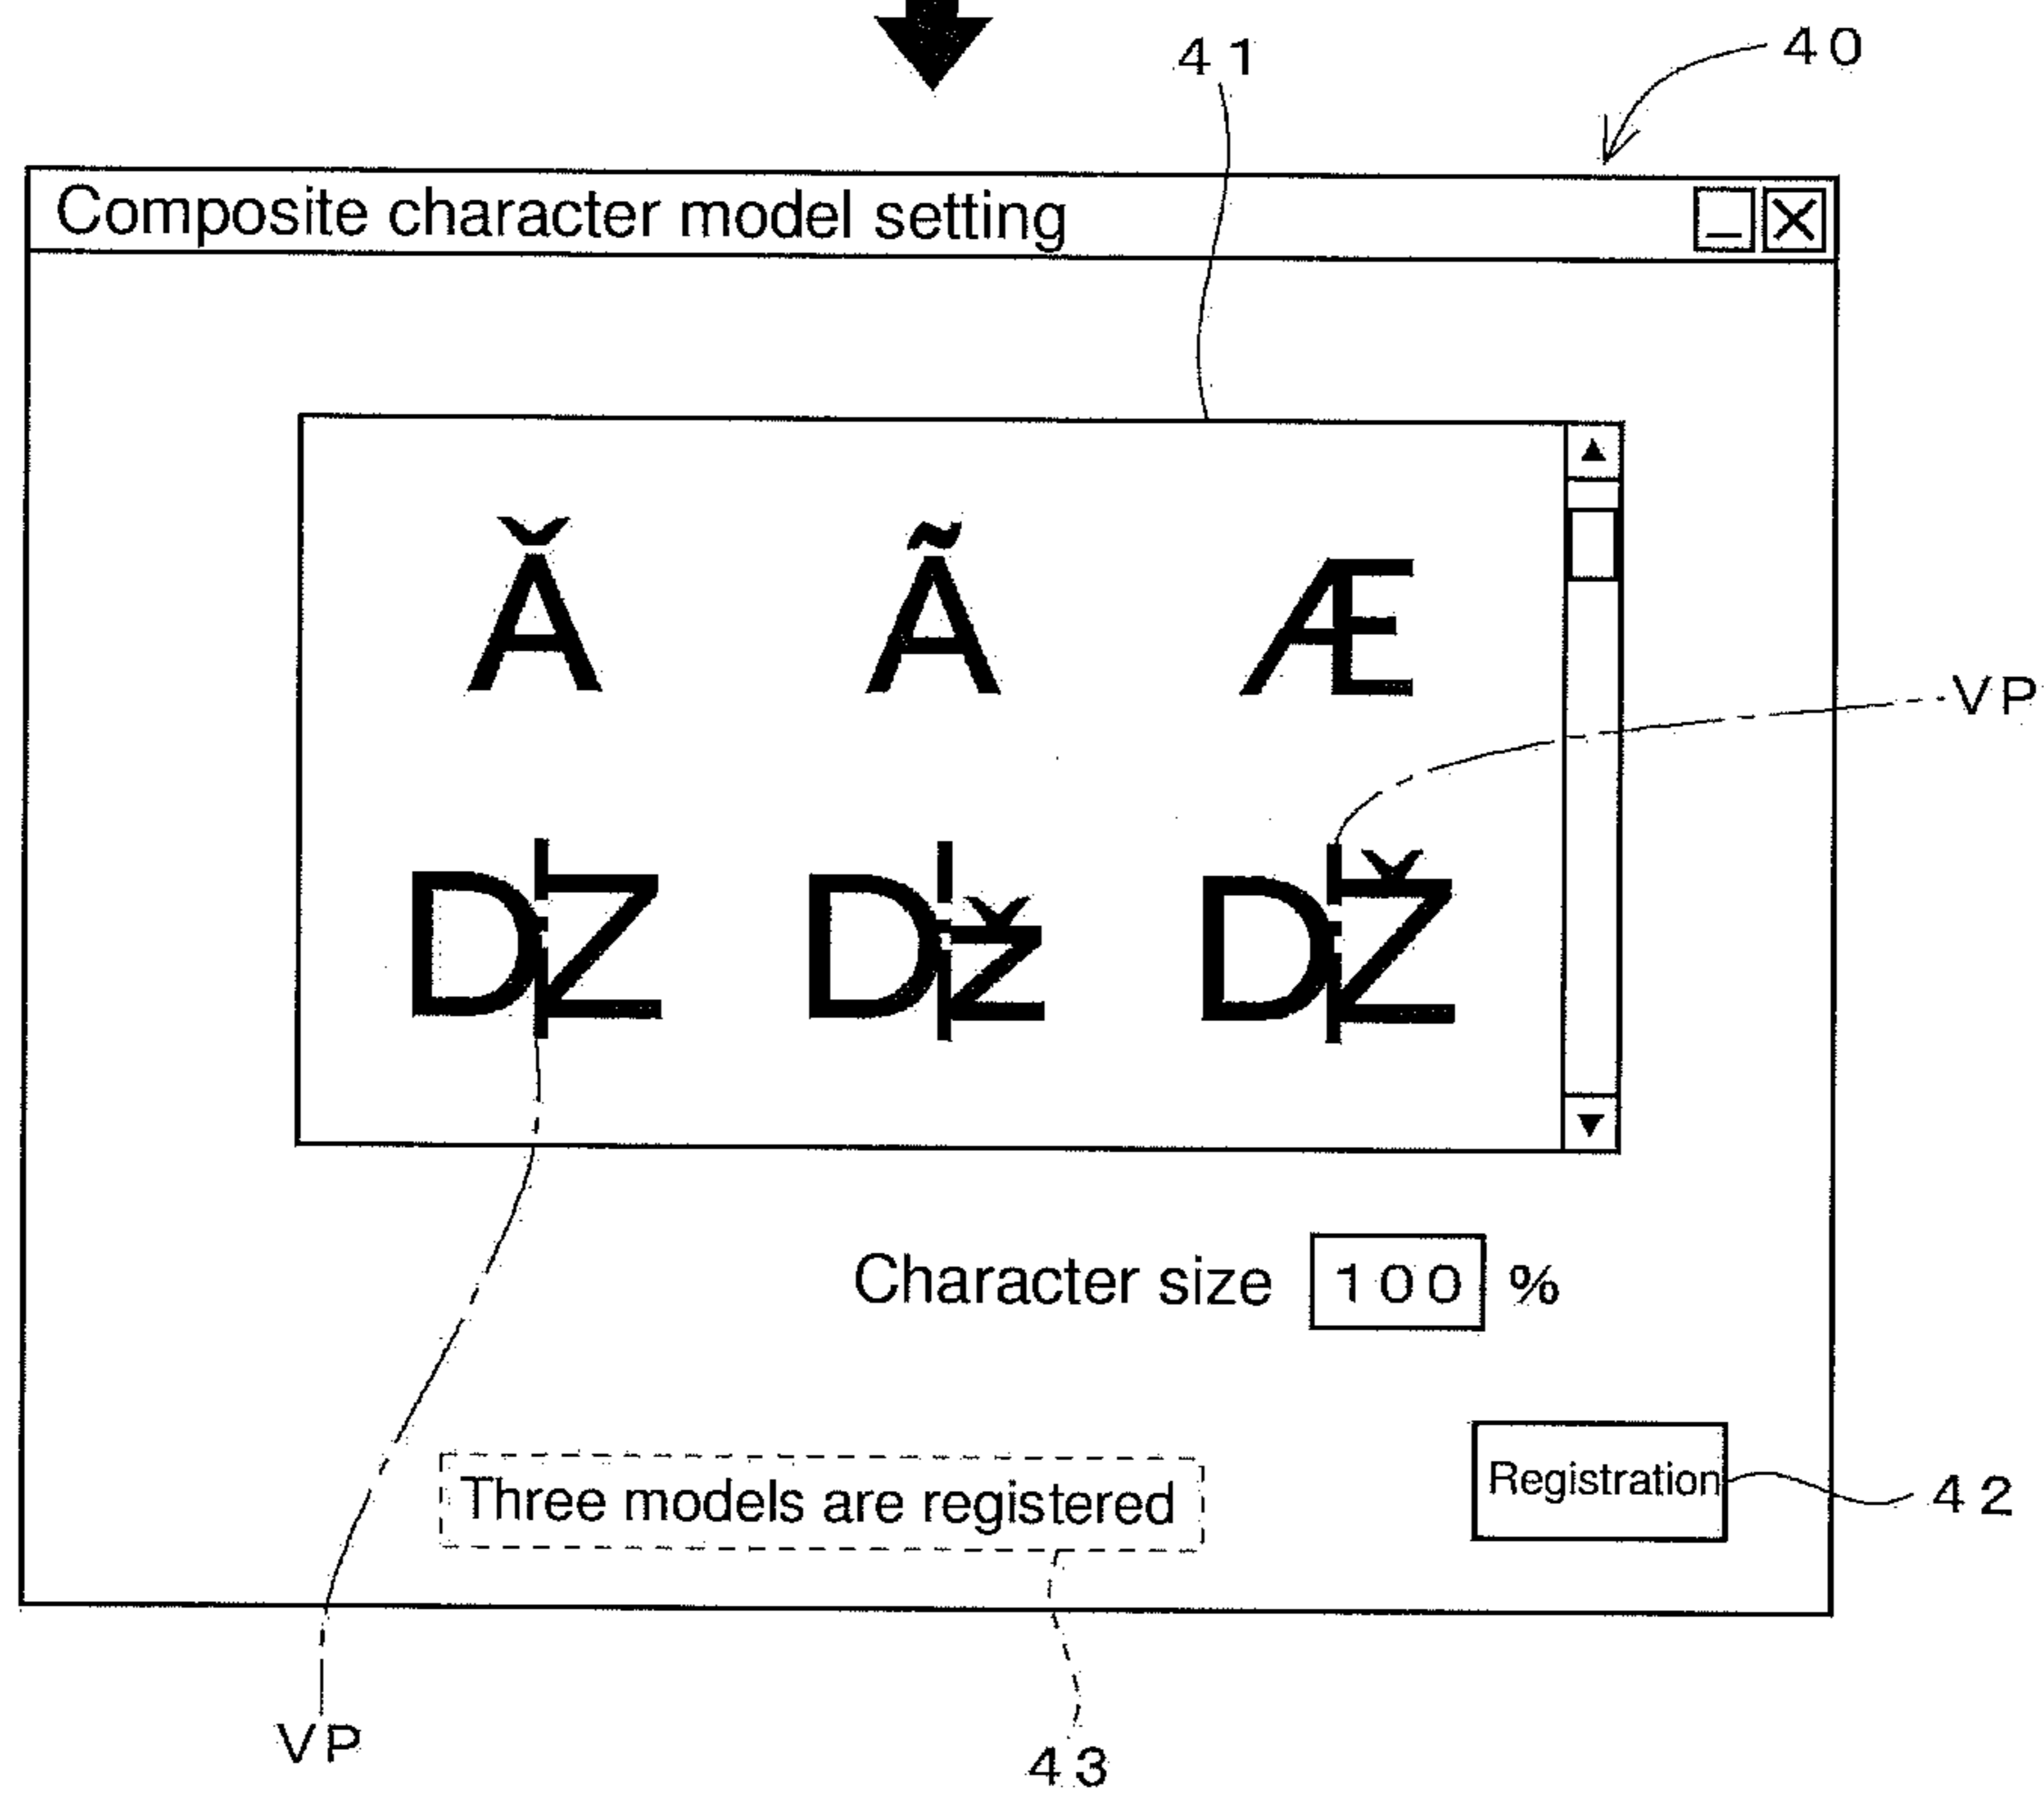 41
40
Composite character model setting
Ǎ Ã Æ
VP
DZ Dž DŽ
Character size 100 %
Three models are registered
Registration
42
VP
43